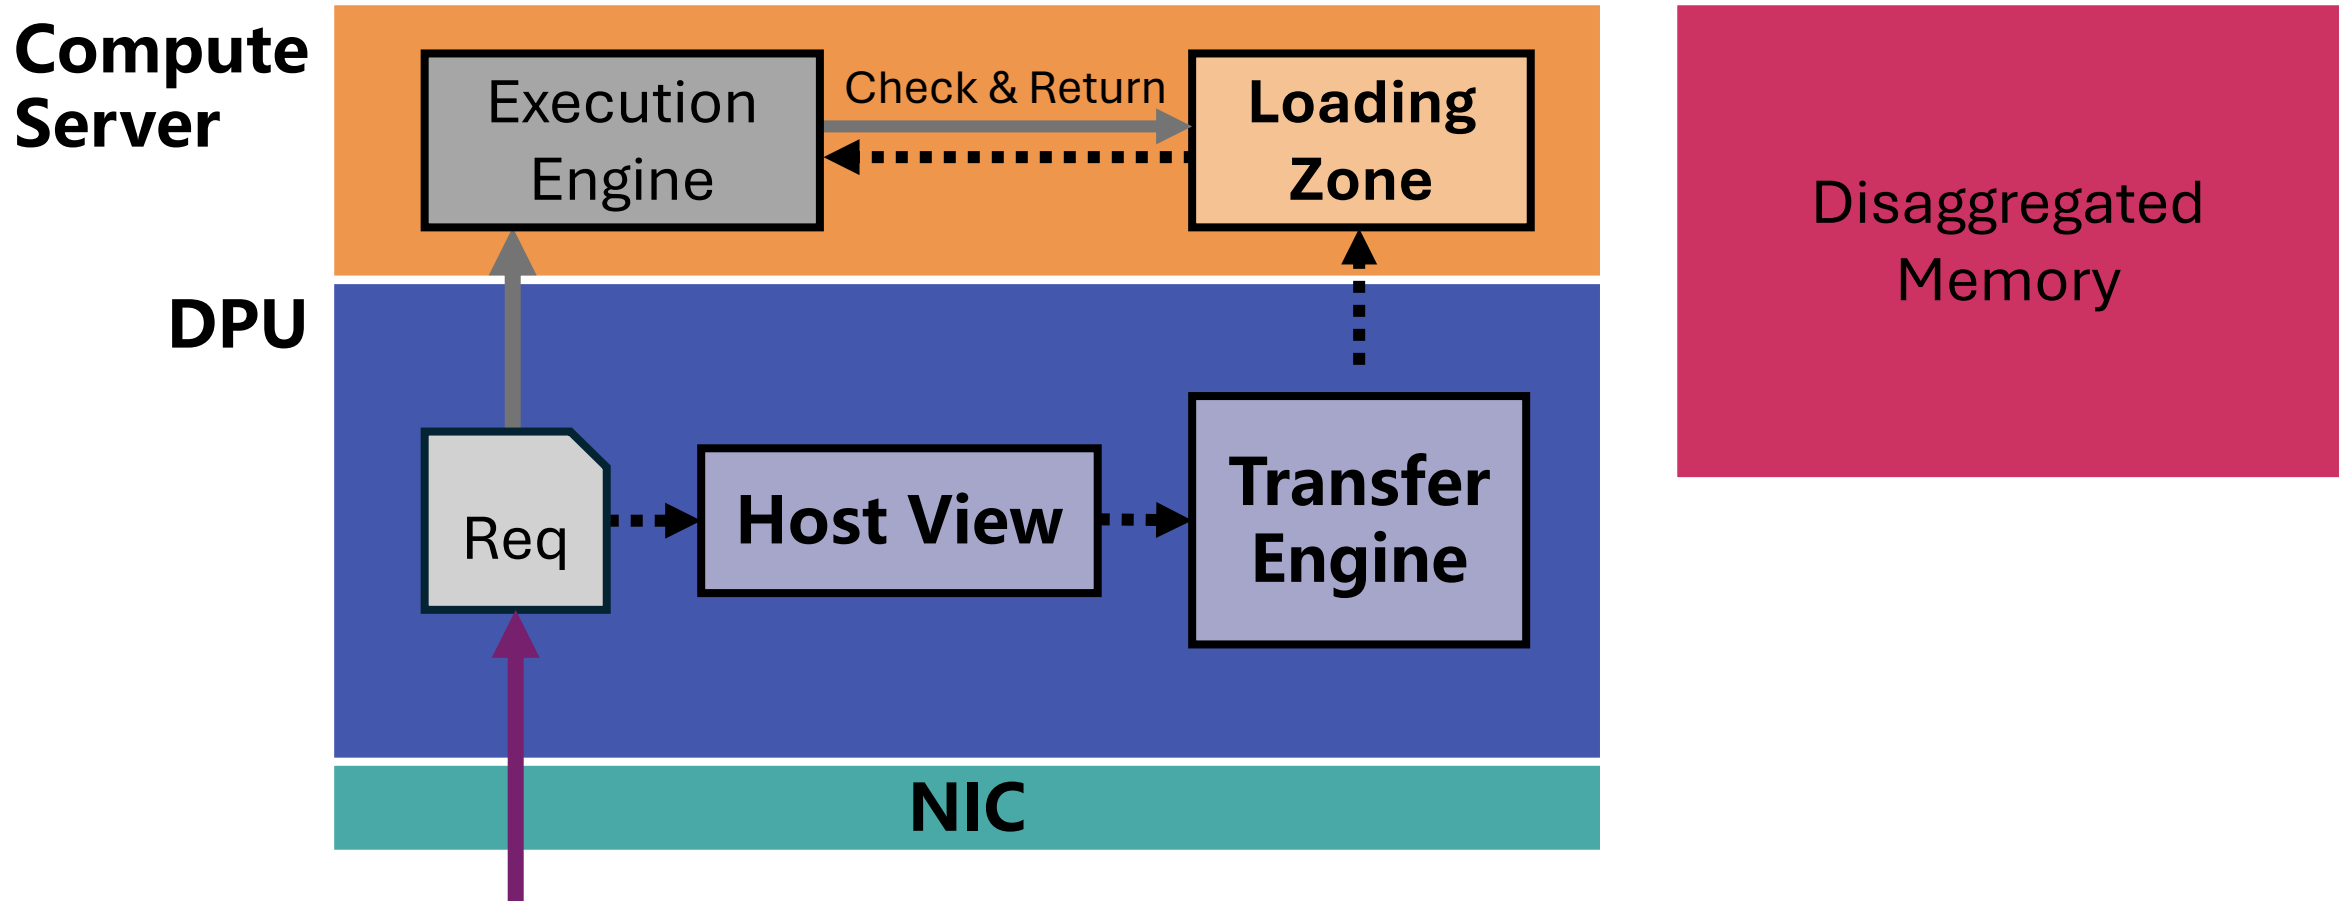 Compute
Server
Execution
Engine
Check & Return
Loading
Zone
Disaggregated
Memory
DPU
Req
Host View
Transfer
Engine
NIC